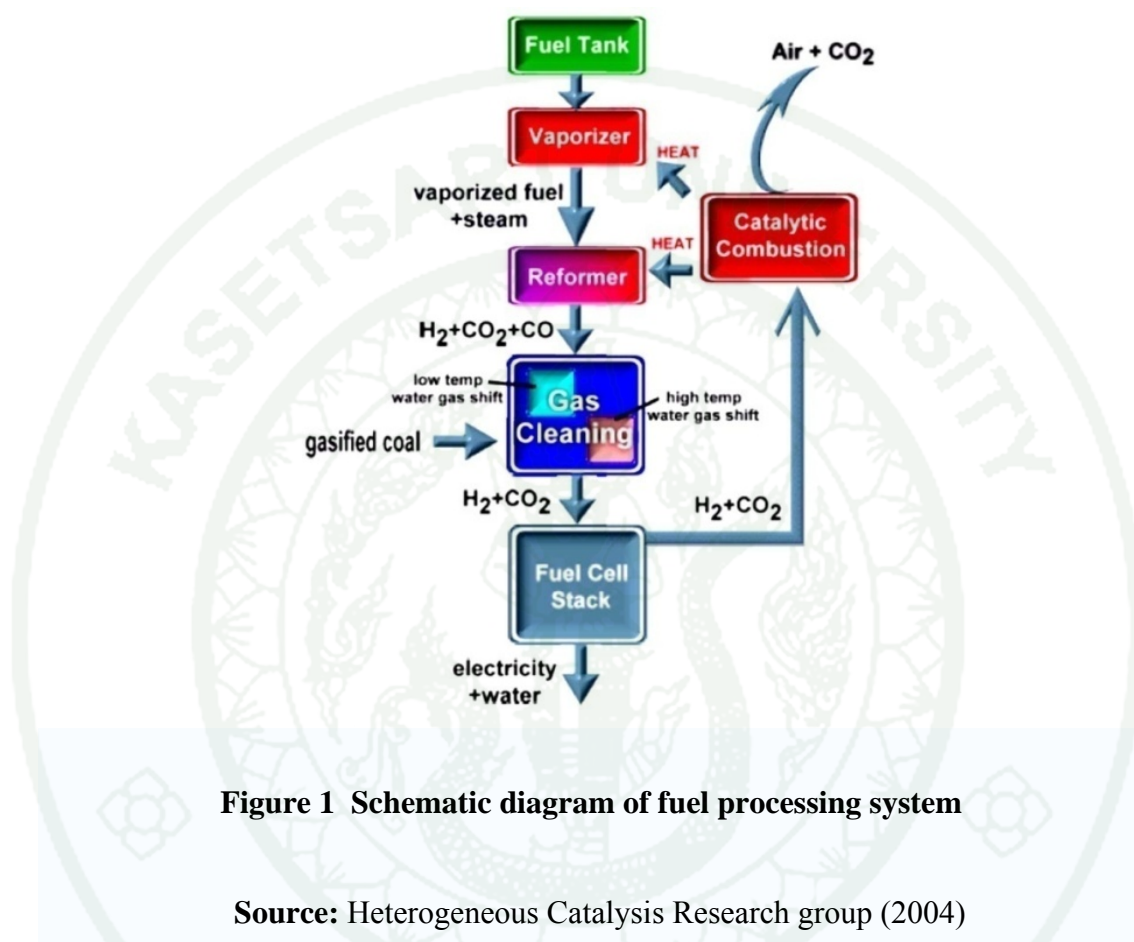 Fuel Tank
Air + CO2
Vaporizer
HEAT
vaporized fuel
+steam
Catalytic
Combustion
HEAT
Reformer
H2+CO2+CO
low temp
water gas shift
Gas
Cleaning
high temp
water gas shift
gasified coal
H2+CO2
H2+CO2
Fuel Cell
Stack
electricity
+water
KASETSART UNIVERSITY
Figure 1 Schematic diagram of fuel processing system
Source: Heterogeneous Catalysis Research group (2004)